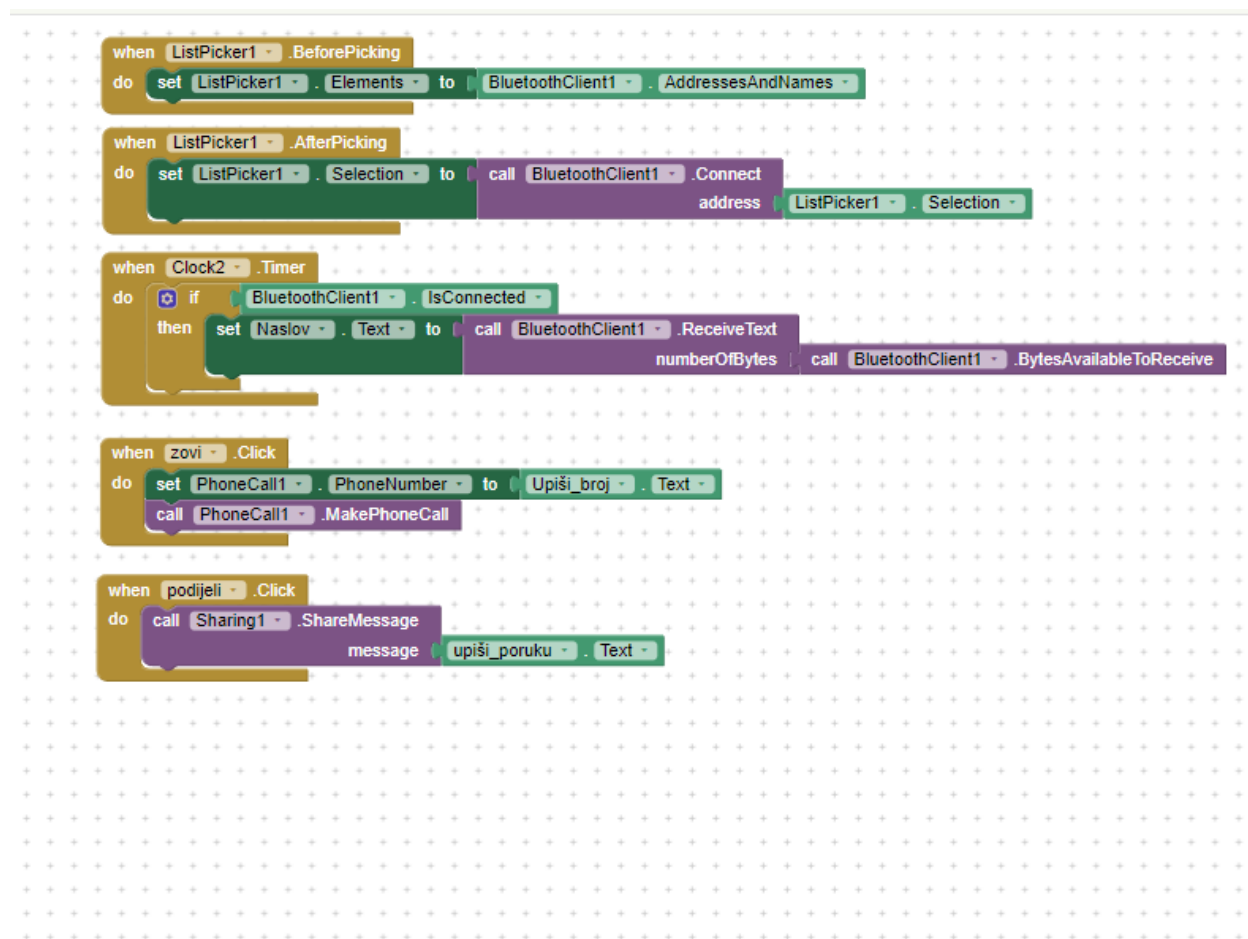 when ListPicker1 .BeforePicking
do set ListPicker1 . Elements to BluetoothClient1 . AddressesAndNames
when ListPicker1 .AfterPicking
do set ListPicker1 . Selection to call BluetoothClient1 .Connect
address ListPicker1 . Selection
when Clock2 .Timer
do if BluetoothClient1 . IsConnected
then set Naslov . Text to call BluetoothClient1 .ReceiveText
numberOfBytes call BluetoothClient1 .BytesAvailableToReceive
when zovi .Click
do set PhoneCall1 . PhoneNumber to Upiši_broj . Text
call PhoneCall1 .MakePhoneCall
when podijeli .Click
do call Sharing1 .ShareMessage
message upiši_poruku . Text